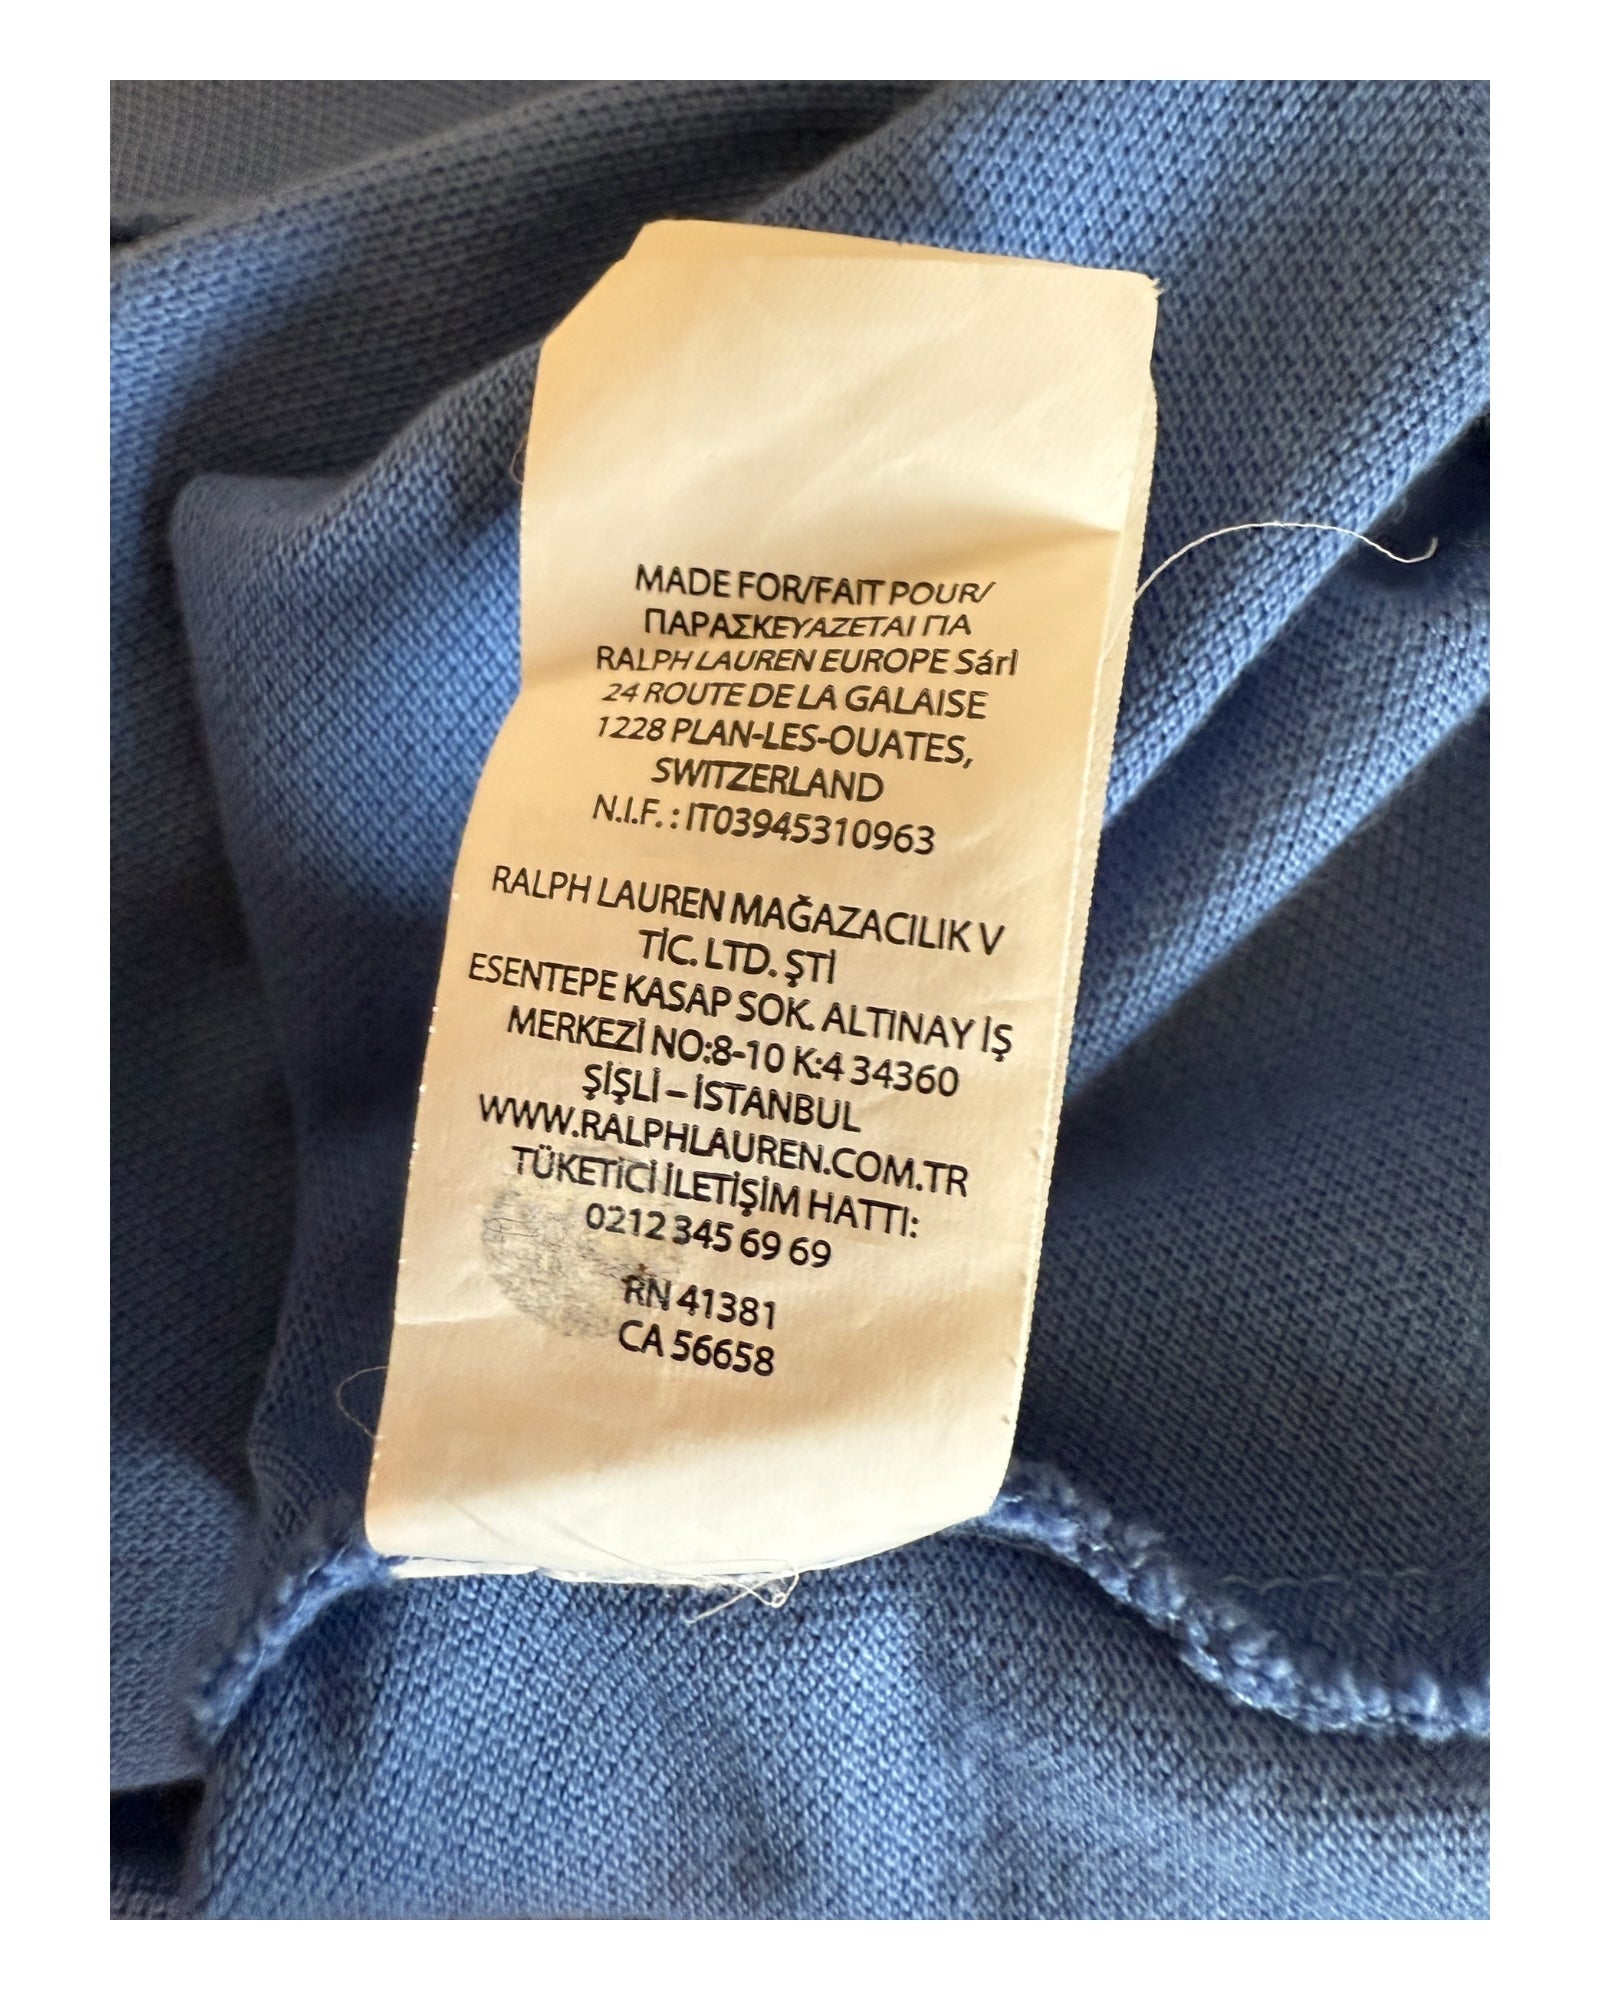 MADE FOR/FAIT POUR/
ΠΑΡΑΣΚΕΥΑΖΕΤΑΙ ΓΙΑ
RALPH LAUREN EUROPE Sárl
24 ROUTE DE LA GALAISE
1228 PLAN-LES-OUATES,
SWITZERLAND
N.I.F. : IT03945310963
RALPH LAUREN MAĞAZACILIK V
TİC. LTD. ŞTİ
ESENTEPE KASAP SOK. ALTINAY İŞ
MERKEZİ NO:8-10 K:4 34360
ŞİŞLİ – İSTANBUL
WWW.RALPHLAUREN.COM.TR
TÜKETİCİ İLETİŞİM HATTI:
0212 345 69 69
RN 41381
CA 56658